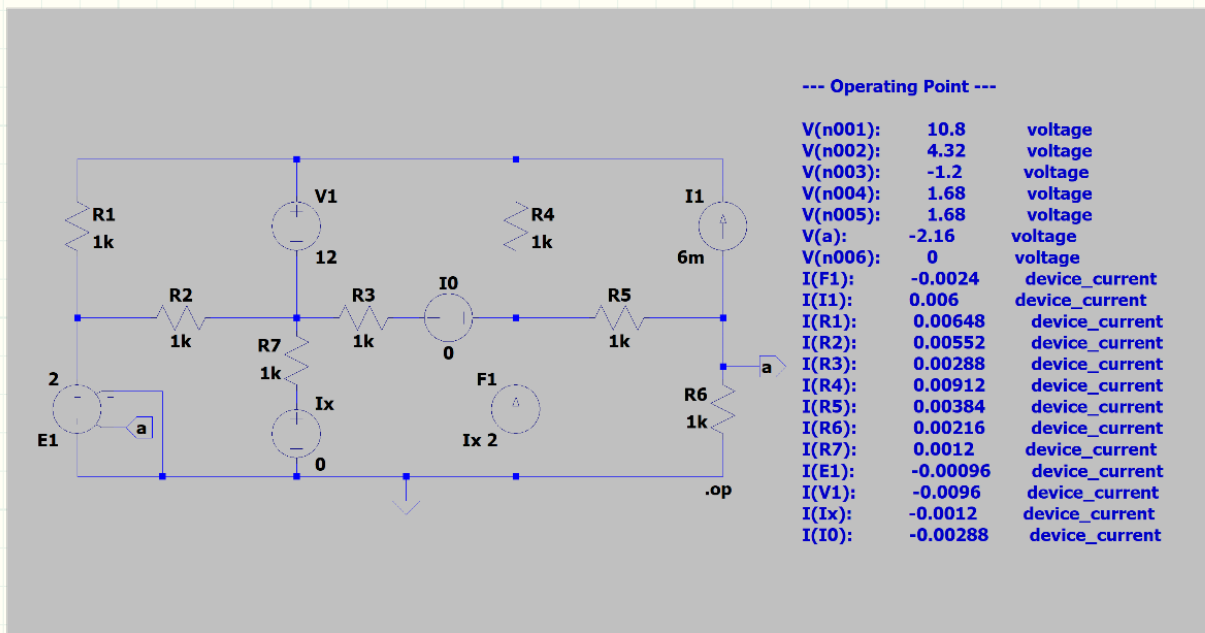 --- Operating Point ---
V(n001): 10.8 voltage
V(n002): 4.32 voltage
V(n003): -1.2 voltage
V(n004): 1.68 voltage
V(n005): 1.68 voltage
V(a): -2.16 voltage
V(n006): 0 voltage
I(F1): -0.0024 device_current
I(I1): 0.006 device_current
I(R1): 0.00648 device_current
I(R2): 0.00552 device_current
I(R3): 0.00288 device_current
I(R4): 0.00912 device_current
I(R5): 0.00384 device_current
I(R6): 0.00216 device_current
I(R7): 0.0012 device_current
I(E1): -0.00096 device_current
I(V1): -0.0096 device_current
I(Ix): -0.0012 device_current
I(I0): -0.00288 device_current
R1
1k
V1
12
R4
1k
I1
6m
R2
1k
R3
1k
I0
0
R5
1k
R7
1k
2
E1
a
Ix
0
F1
Ix 2
R6
1k
a
.op